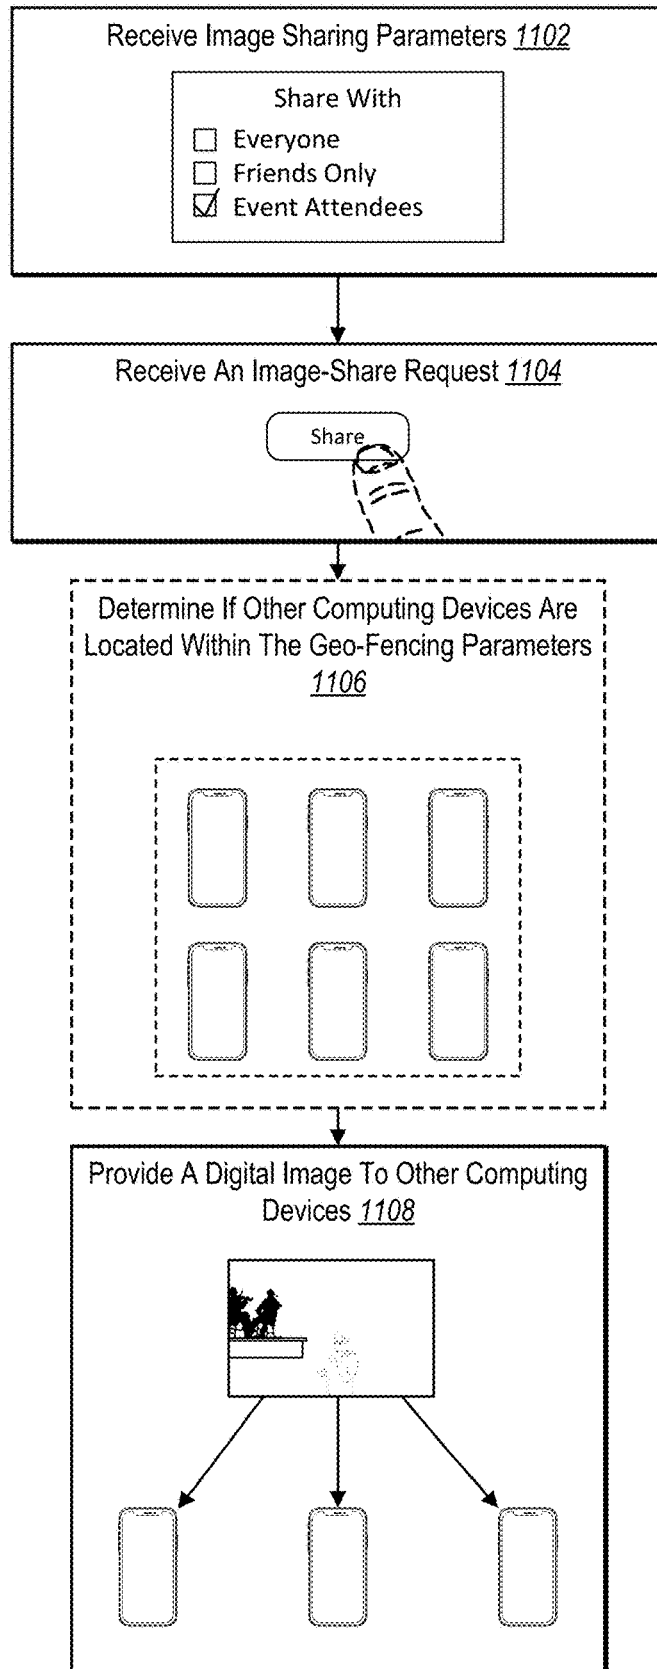 Receive Image Sharing Parameters 1102
Share With
Everyone
Friends Only
Event Attendees
Receive An Image-Share Request 1104
Share
Determine If Other Computing Devices Are
Located Within The Geo-Fencing Parameters
1106
Provide A Digital Image To Other Computing
Devices 1108